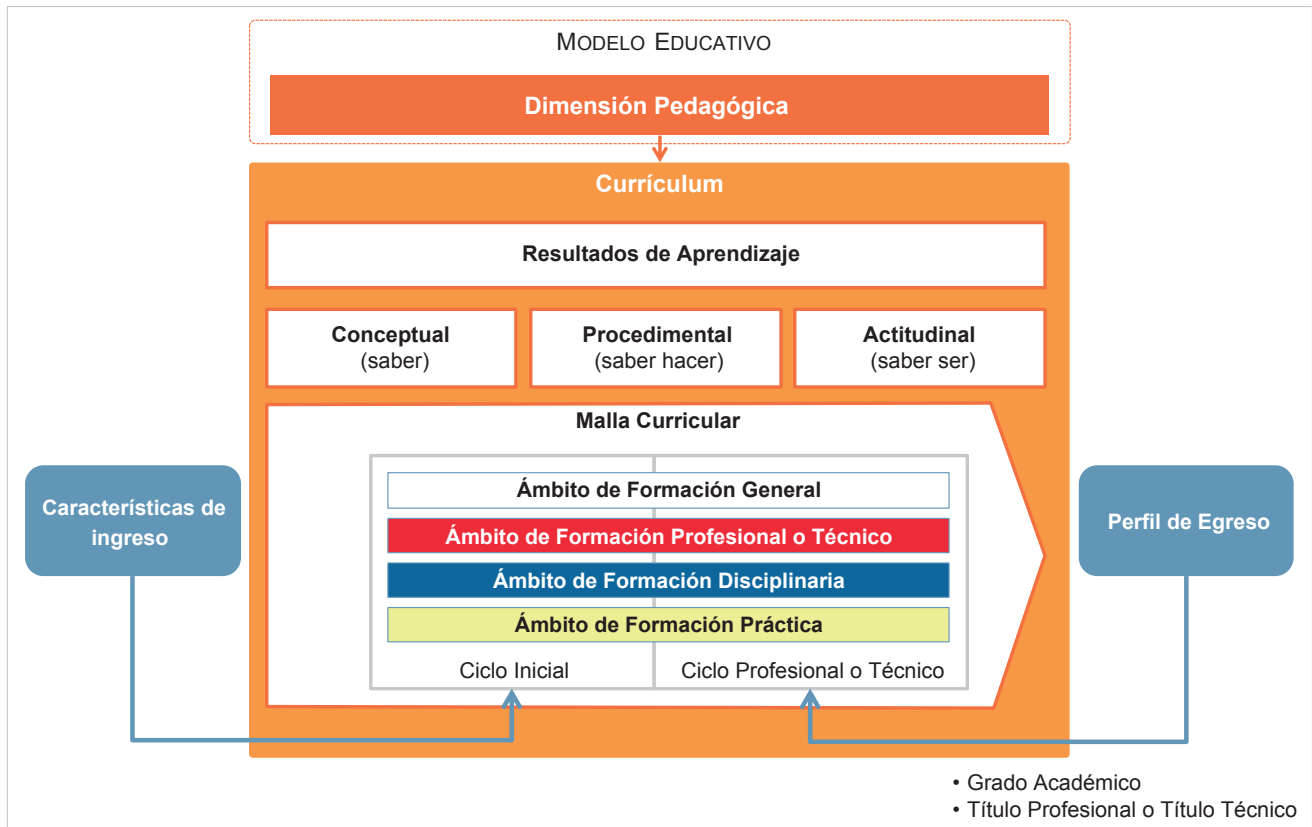 MODELO EDUCATIVO
Dimensión Pedagógica
Currículum
Resultados de Aprendizaje
Conceptual
(saber)
Procedimental
(saber hacer)
Actitudinal
(saber ser)
Malla Curricular
Características de
ingreso
Ámbito de Formación General
Ámbito de Formación Profesional o Técnico
Ámbito de Formación Disciplinaria
Ámbito de Formación Práctica
Ciclo Inicial
Ciclo Profesional o Técnico
Perfil de Egreso
• Grado Académico
• Título Profesional o Título Técnico